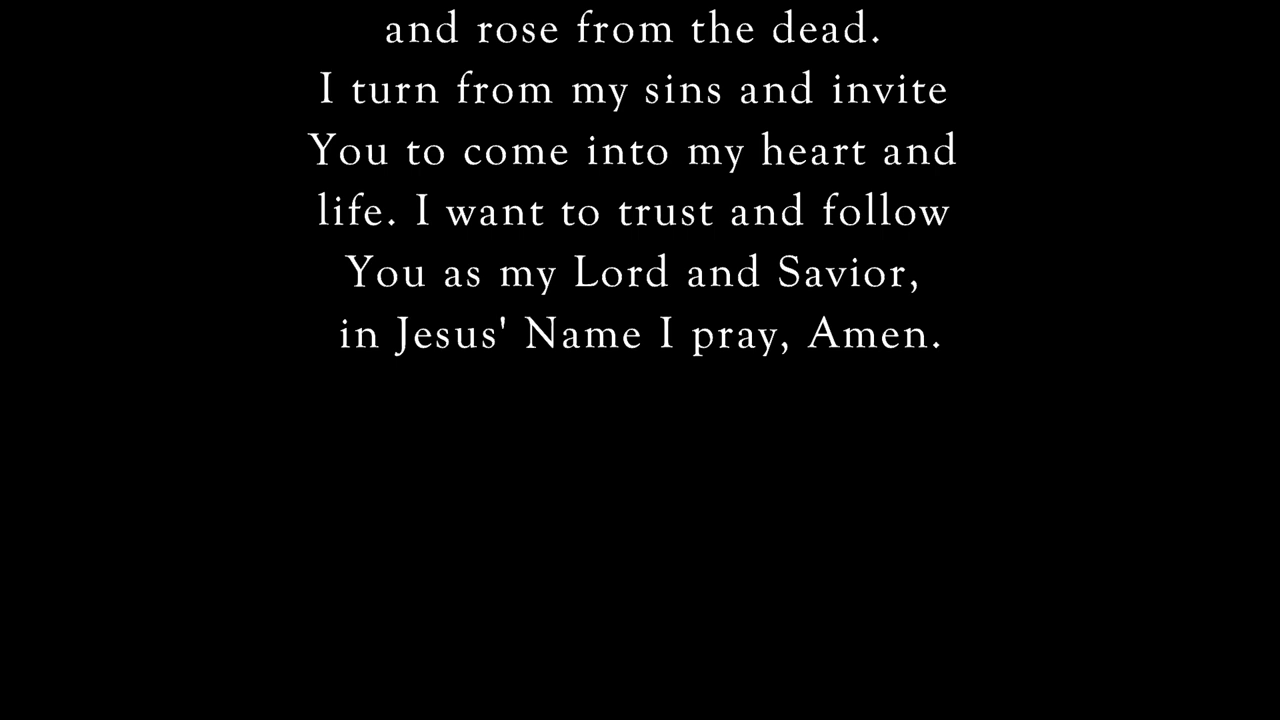 and rose from the dead.
I turn from my sins and invite
You to come into my heart and
life. I want to trust and follow
You as my Lord and Savior,
in Jesus' Name I pray, Amen.